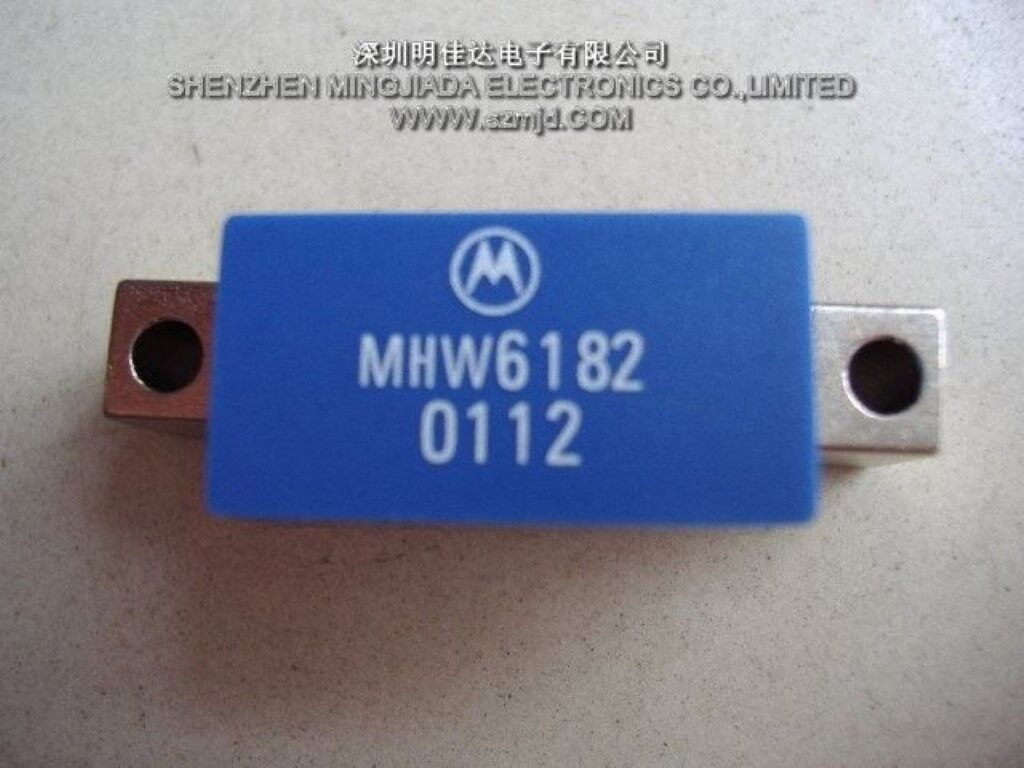 深圳明佳达电子有限公司
SHENZHEN MINGJIADA ELECTRONICS CO.,LIMITED
WWW.szmjd.COM
M
MHW6182
0112